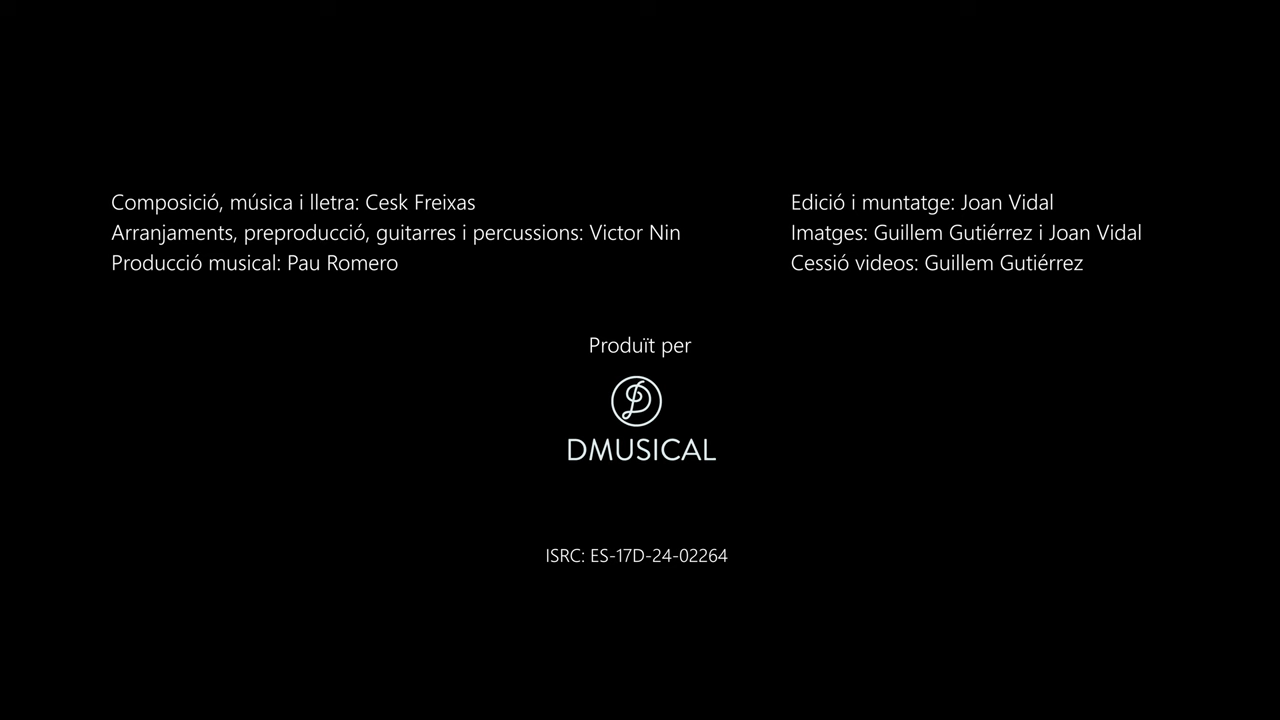 Composició, música i lletra: Cesk Freixas
Arranjaments, preproducció, guitarres i percussions: Victor Nin
Producció musical: Pau Romero
Edició i muntatge: Joan Vidal
Imatges: Guillem Gutiérrez i Joan Vidal
Cessió videos: Guillem Gutiérrez
Produït per
DMUSICAL
ISRC: ES-17D-24-02264